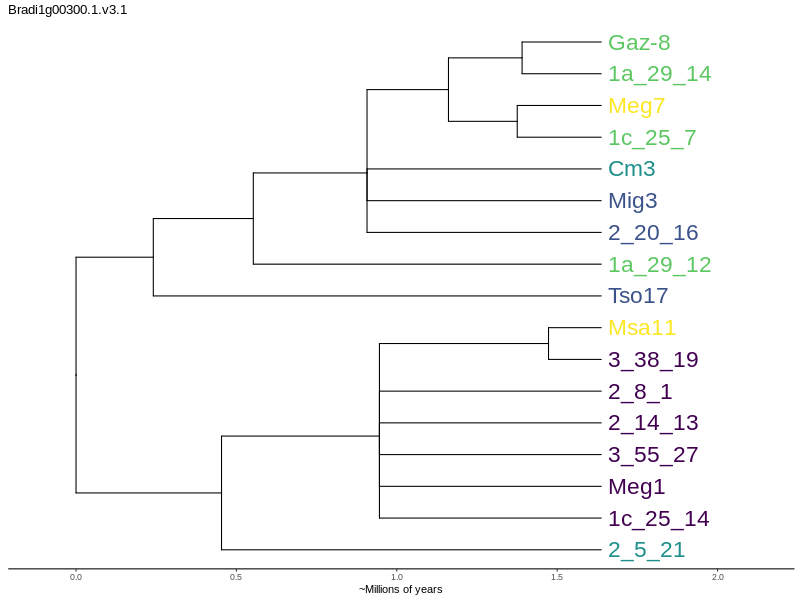 Bradi1g00300.1.v3.1
Gaz-8
1a_29_14
Meg7
1c_25_7
Cm3
Mig3
2_20_16
1a_29_12
Tso17
Msa11
3_38_19
2_8_1
2_14_13
3_55_27
Meg1
1c_25_14
2_5_21
0.0 0.5 1.0 1.5 2.0
~Millions of years